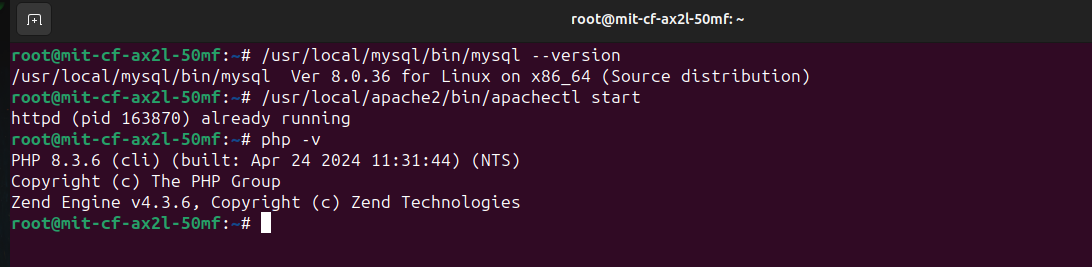 root@mit-cf-ax2l-50mf: ~
root@mit-cf-ax2l-50mf:~# /usr/local/mysql/bin/mysql --version
/usr/local/mysql/bin/mysql  Ver 8.0.36 for Linux on x86_64 (Source distribution)
root@mit-cf-ax2l-50mf:~# /usr/local/apache2/bin/apachectl start
httpd (pid 163870) already running
root@mit-cf-ax2l-50mf:~# php -v
PHP 8.3.6 (cli) (built: Apr 24 2024 11:31:44) (NTS)
Copyright (c) The PHP Group
Zend Engine v4.3.6, Copyright (c) Zend Technologies
root@mit-cf-ax2l-50mf:~#